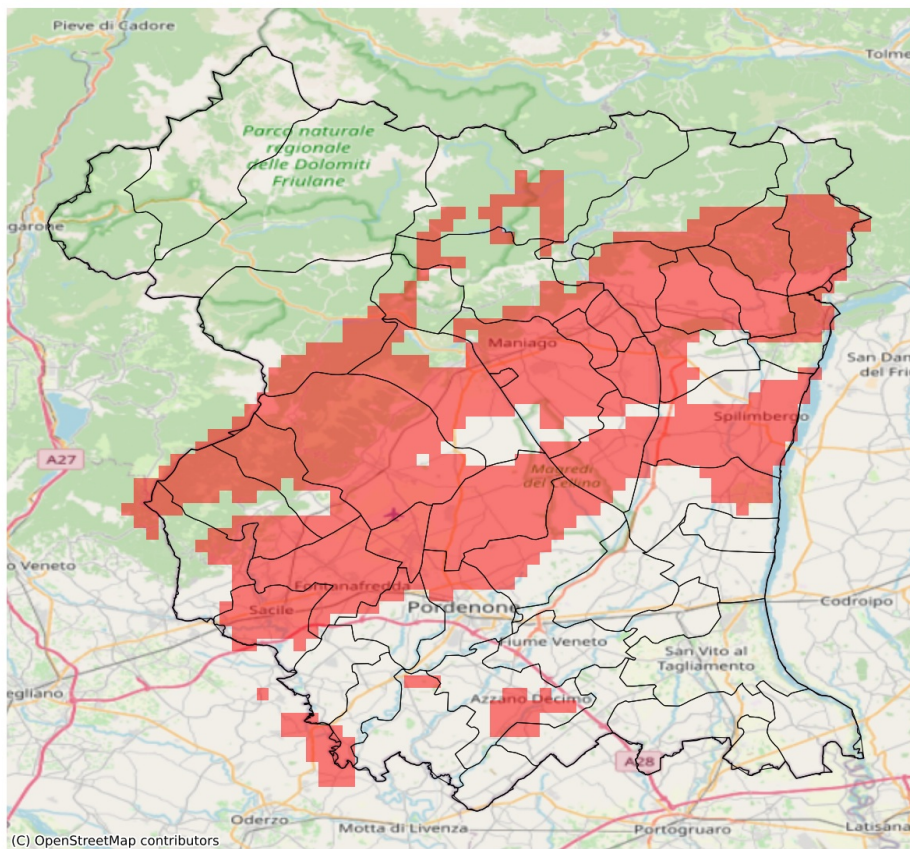 Pieve di Cadore
Tolme
Parco naturale
regionale
delle Dolomiti
Friulane
garone
Maniago
San Dan
del Friu
Spilimbergo
A27
Magredi
del Cellino
o Veneto
Fontanafredda
Sacile
Pordenone
Codroipo
Fiume Veneto
San Vito al
Tagliamento
egliano
Azzano Decimo
A28
Oderzo
Motta di Livenza
Portogruaro
Latisana
(C) OpenStreetMap contributors